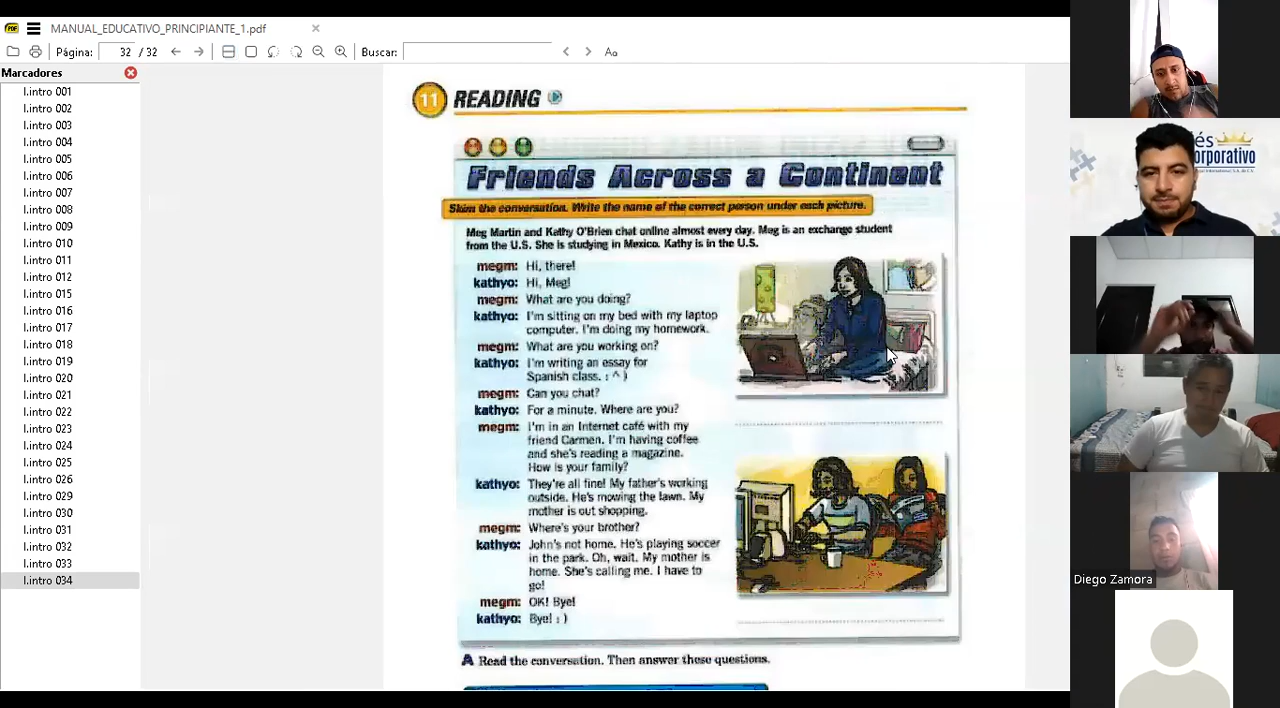 MANUAL_EDUCATIVO_PRINCIPIANTE_1.pdf
Página: 32 / 32 Buscar: Aa
Marcadores
I.intro 001
I.intro 002
I.intro 003
I.intro 004
I.intro 005
I.intro 006
I.intro 007
I.intro 008
I.intro 009
I.intro 010
I.intro 011
I.intro 012
I.intro 015
I.intro 016
I.intro 017
I.intro 018
I.intro 019
I.intro 020
I.intro 021
I.intro 022
I.intro 023
I.intro 024
I.intro 025
I.intro 026
I.intro 029
I.intro 030
I.intro 031
I.intro 032
I.intro 033
I.intro 034
11 READING
Friends Across a Continent
Skim the conversation. Write the name of the correct person under each picture.
Meg Martin and Kathy O'Brien chat online almost every day. Meg is an exchange student
from the U.S. She is studying in Mexico. Kathy is in the U.S.
megm: Hi, there!
kathyo: Hi, Meg!
megm: What are you doing?
kathyo: I'm sitting on my bed with my laptop
computer. I'm doing my homework.
megm: What are you working on?
kathyo: I'm writing an essay for
Spanish class. : ^ )
megm: Can you chat?
kathyo: For a minute. Where are you?
megm: I'm in an Internet café with my
friend Carmen. I'm having coffee
and she's reading a magazine.
How is your family?
kathyo: They're all fine! My father's working
outside. He's mowing the lawn. My
mother is out shopping.
megm: Where's your brother?
kathyo: John's not home. He's playing soccer
in the park. Oh, wait. My mother is
home. She's calling me. I have to
go!
megm: OK! Bye!
kathyo: Bye! : )
A Read the conversation. Then answer these questions.
és
orporativo
Diego Zamora